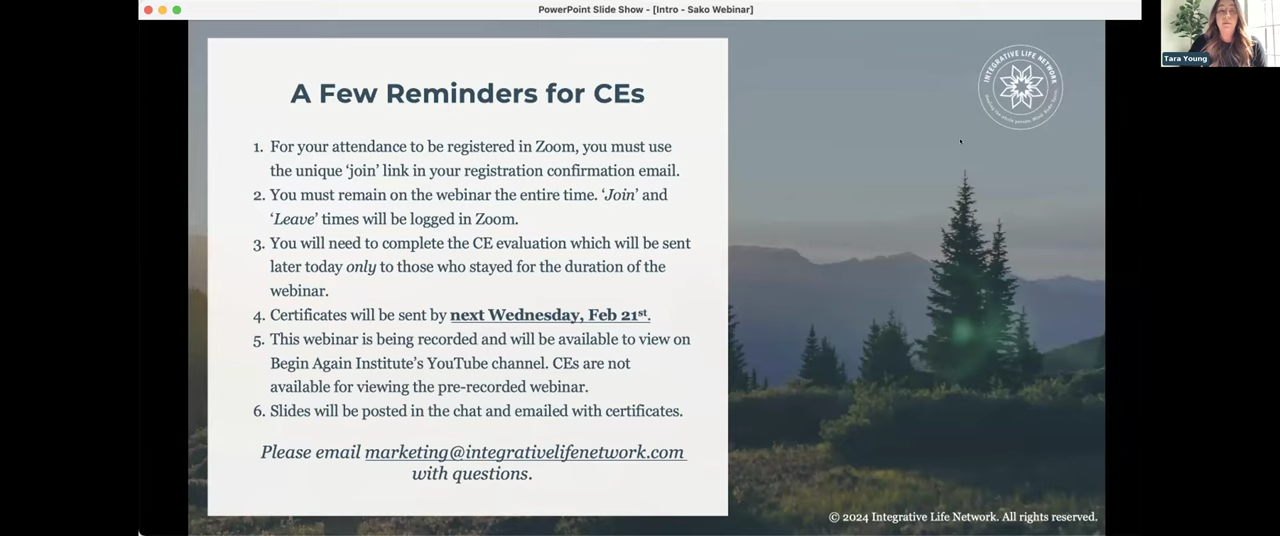 PowerPoint Slide Show - [Intro - Sako Webinar]
Tara Young
A Few Reminders for CEs
1. For your attendance to be registered in Zoom, you must use
the unique ‘join’ link in your registration confirmation email.
2. You must remain on the webinar the entire time. ‘Join’ and
‘Leave’ times will be logged in Zoom.
3. You will need to complete the CE evaluation which will be sent
later today only to those who stayed for the duration of the
webinar.
4. Certificates will be sent by next Wednesday, Feb 21st.
5. This webinar is being recorded and will be available to view on
Begin Again Institute’s YouTube channel. CEs are not
available for viewing the pre-recorded webinar.
6. Slides will be posted in the chat and emailed with certificates.
Please email marketing@integrativelifenetwork.com
with questions.
INTEGRATIVE LIFE NETWORK
© 2024 Integrative Life Network. All rights reserved.